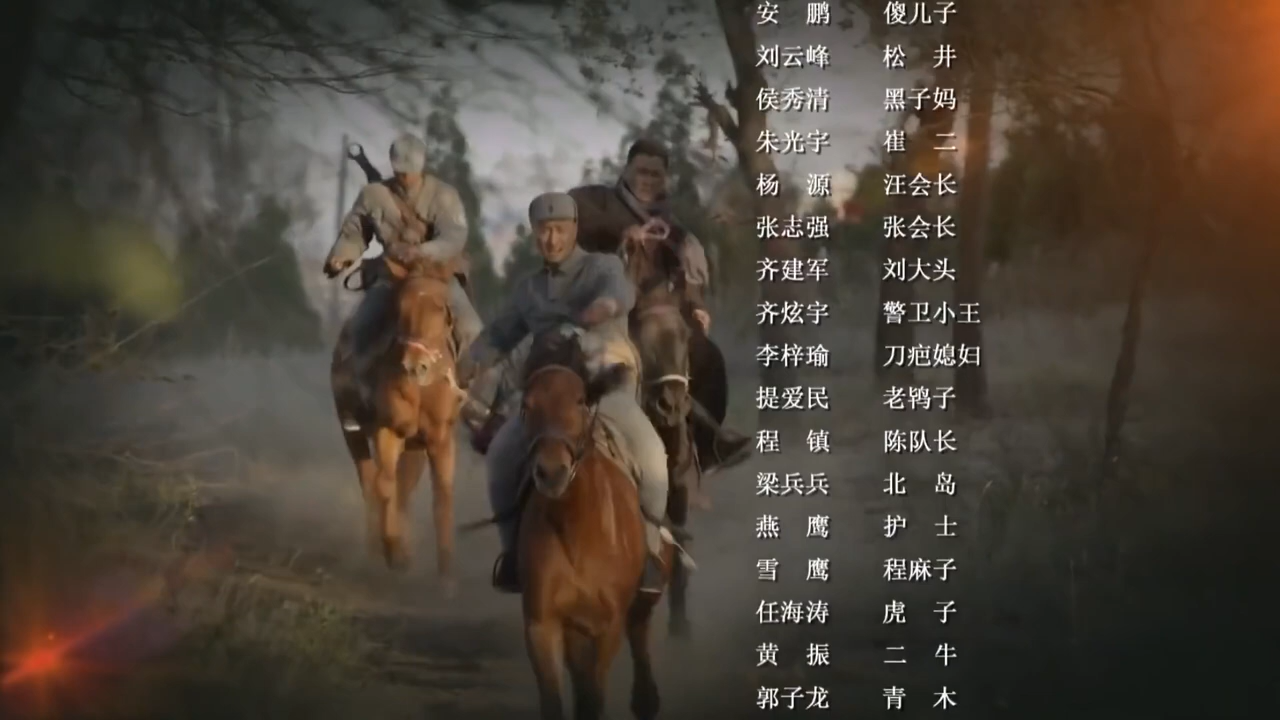 安 鹏 傻儿子
刘云峰 松 井
侯秀清 黑子妈
朱光宇 崔 二
杨 源 汪会长
张志强 张会长
齐建军 刘大头
齐炫宇 警卫小王
李梓瑜 刀疤媳妇
提爱民 老鸨子
程 镇 陈队长
梁兵兵 北 岛
燕 鹰 护 士
雪 鹰 程麻子
任海涛 虎 子
黄 振 二 牛
郭子龙 青 木